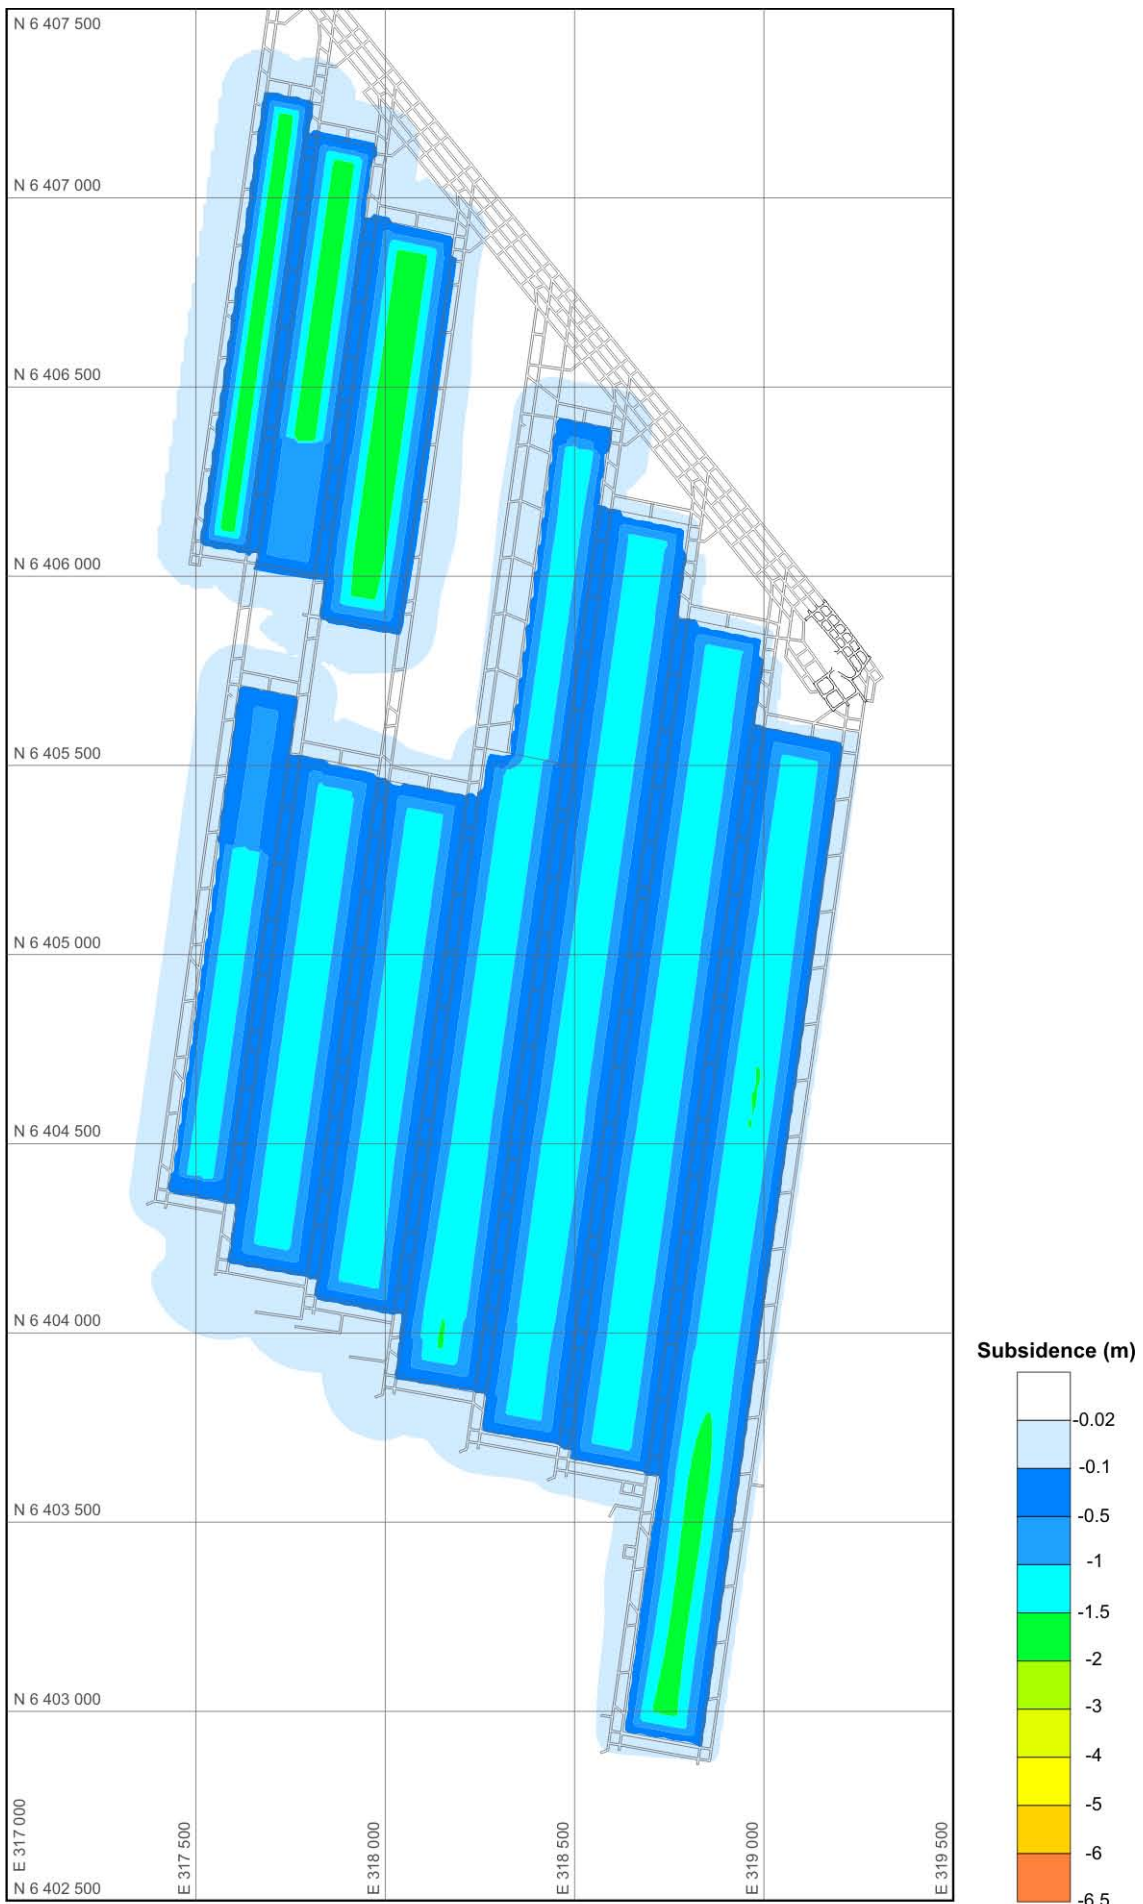 N 6 407 500
N 6 407 000
N 6 406 500
N 6 406 000
N 6 405 500
N 6 405 000
N 6 404 500
N 6 404 000
N 6 403 500
N 6 403 000
N 6 402 500
E 317 000
E 317 500
E 318 000
E 318 500
E 319 000
E 319 500
Subsidence (m)
-0.02
-0.1
-0.5
-1
-1.5
-2
-3
-4
-5
-6
-6.5